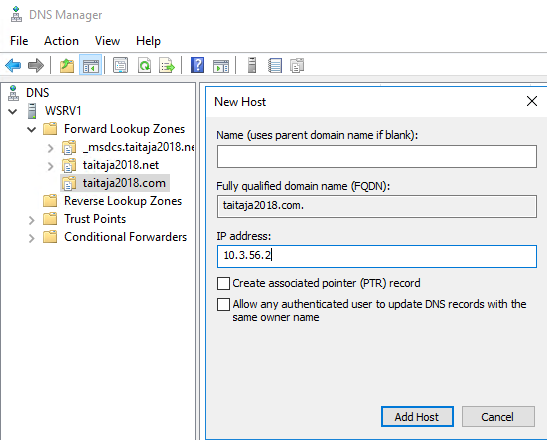 DNS Manager
File Action View Help
DNS
WSRV1
Forward Lookup Zones
_msdcs.taitaja2018.ne
taitaja2018.net
taitaja2018.com
Reverse Lookup Zones
Trust Points
Conditional Forwarders
New Host
Name (uses parent domain name if blank):
Fully qualified domain name (FQDN):
taitaja2018.com.
IP address:
10.3.56.2
Create associated pointer (PTR) record
Allow any authenticated user to update DNS records with the
same owner name
Add Host Cancel